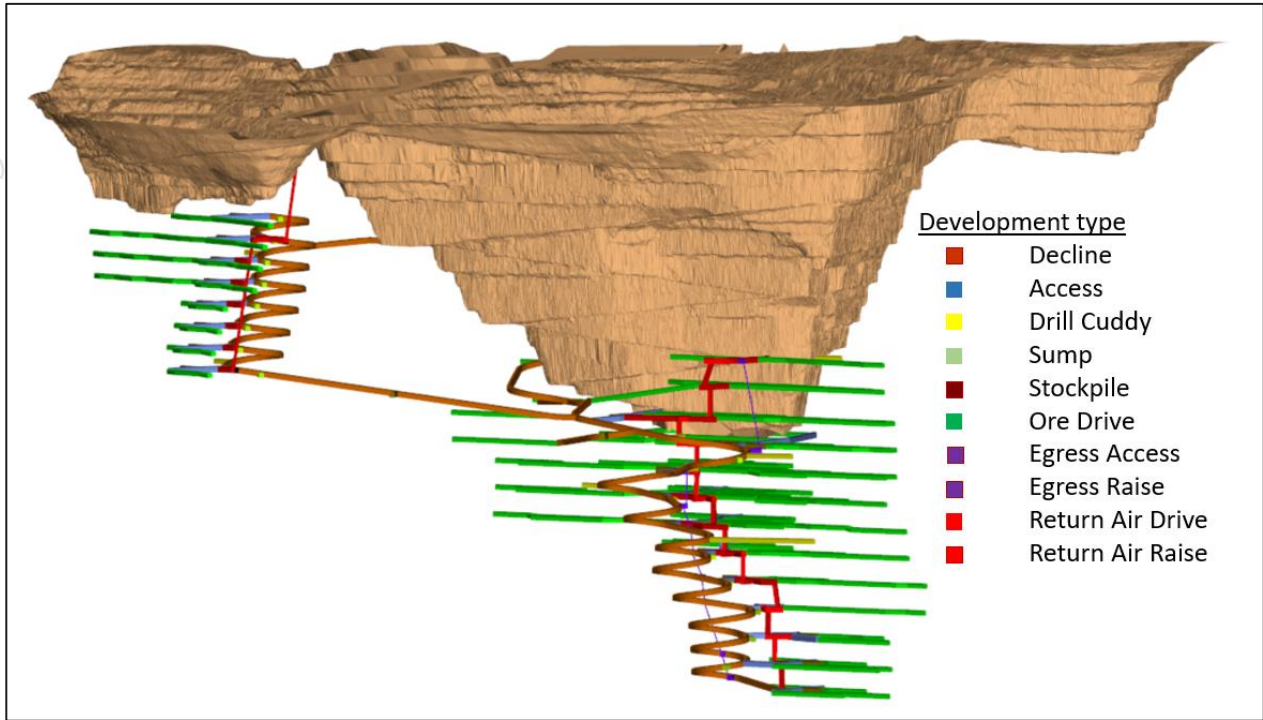 Development type
Decline
Access
Drill Cuddy
Sump
Stockpile
Ore Drive
Egress Access
Egress Raise
Return Air Drive
Return Air Raise